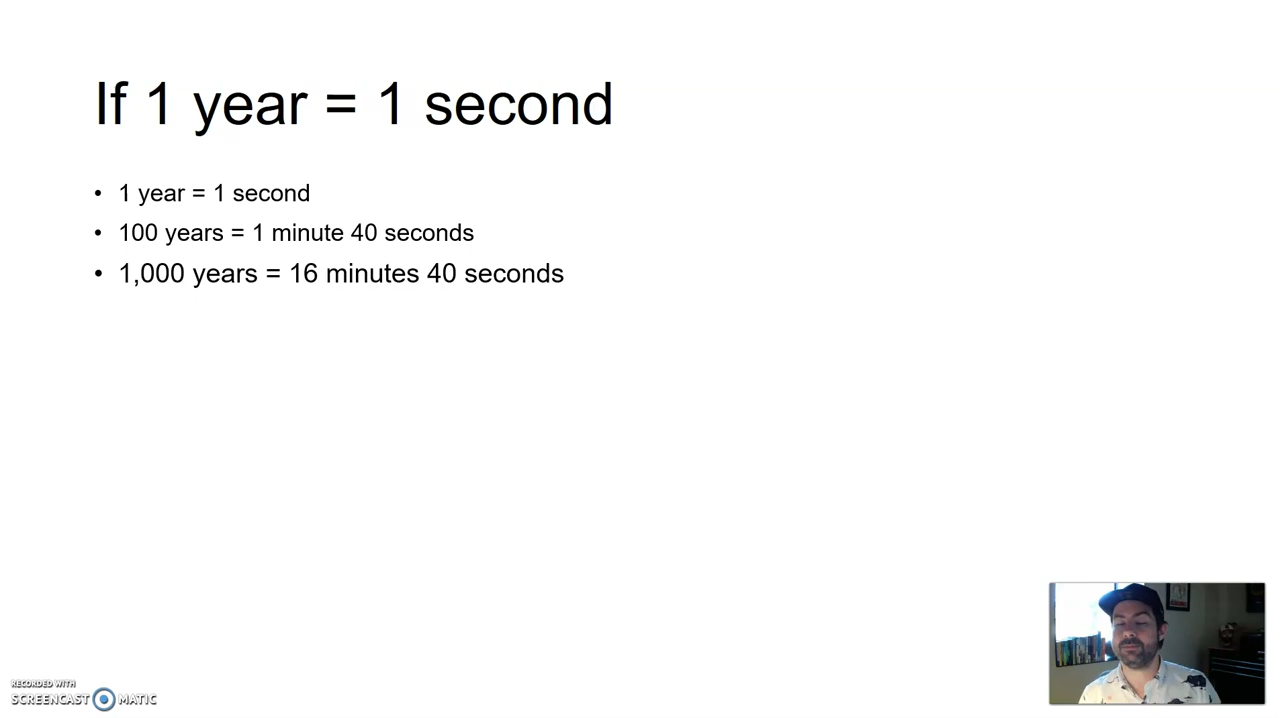 If 1 year = 1 second
• 1 year = 1 second
• 100 years = 1 minute 40 seconds
• 1,000 years = 16 minutes 40 seconds
RECORDED WITH
SCREENCAST MATIC